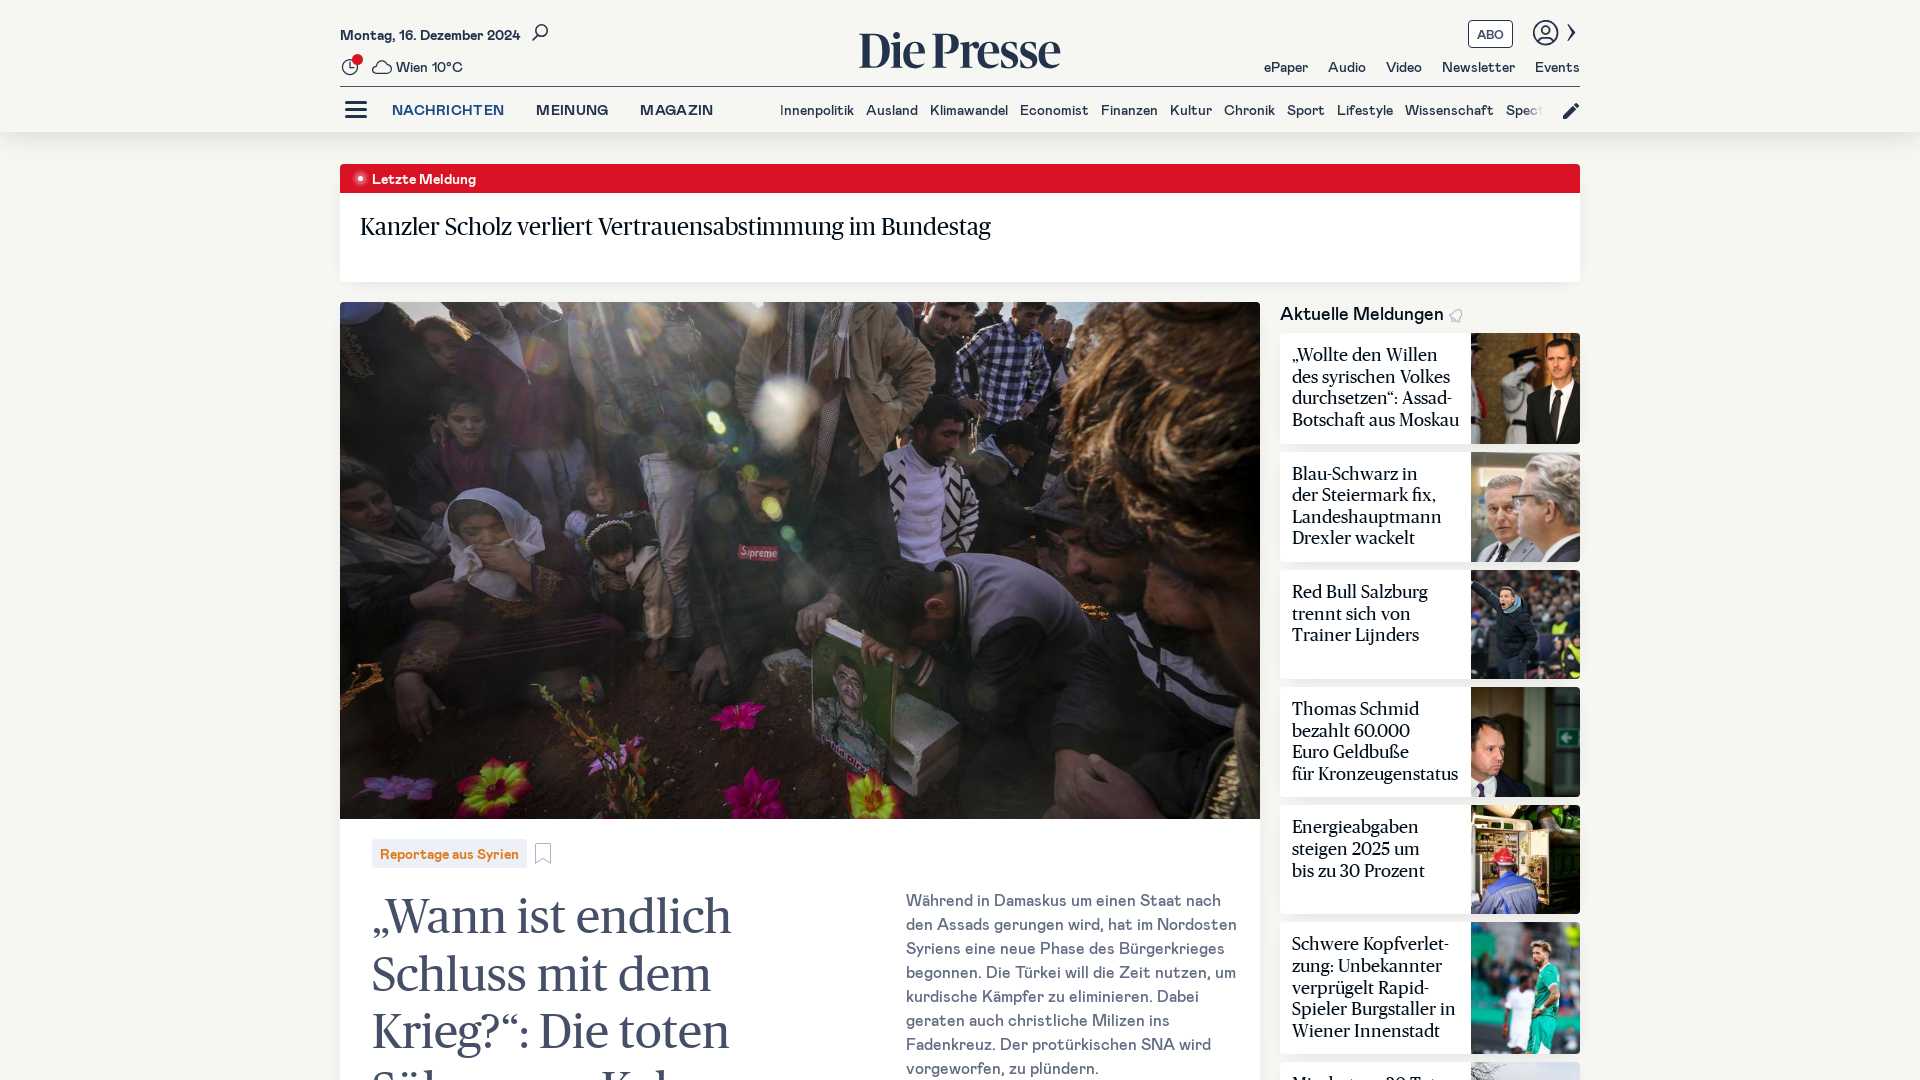 Montag, 16. Dezember 2024
Wien 10°C
Die Presse
ABO
ePaper Audio Video Newsletter Events
NACHRICHTEN MEINUNG MAGAZIN
Innenpolitik Ausland Klimawandel Economist Finanzen Kultur Chronik Sport Lifestyle Wissenschaft Spect
Letzte Meldung
Kanzler Scholz verliert Vertrauensabstimmung im Bundestag
Sipreme
Reportage aus Syrien
„Wann ist endlich
Schluss mit dem
Krieg?“: Die toten
Während in Damaskus um einen Staat nach
den Assads gerungen wird, hat im Nordosten
Syriens eine neue Phase des Bürgerkrieges
begonnen. Die Türkei will die Zeit nutzen, um
kurdische Kämpfer zu eliminieren. Dabei
geraten auch christliche Milizen ins
Fadenkreuz. Der protürkischen SNA wird
vorgeworfen, zu plündern.
Aktuelle Meldungen
„Wollte den Willen
des syrischen Volkes
durchsetzen“: Assad-
Botschaft aus Moskau
Blau-Schwarz in
der Steiermark fix,
Landeshauptmann
Drexler wackelt
Red Bull Salzburg
trennt sich von
Trainer Lijnders
Thomas Schmid
bezahlt 60.000
Euro Geldbuße
für Kronzeugenstatus
Energieabgaben
steigen 2025 um
bis zu 30 Prozent
Schwere Kopfverlet-
zung: Unbekannter
verprügelt Rapid-
Spieler Burgstaller in
Wiener Innenstadt